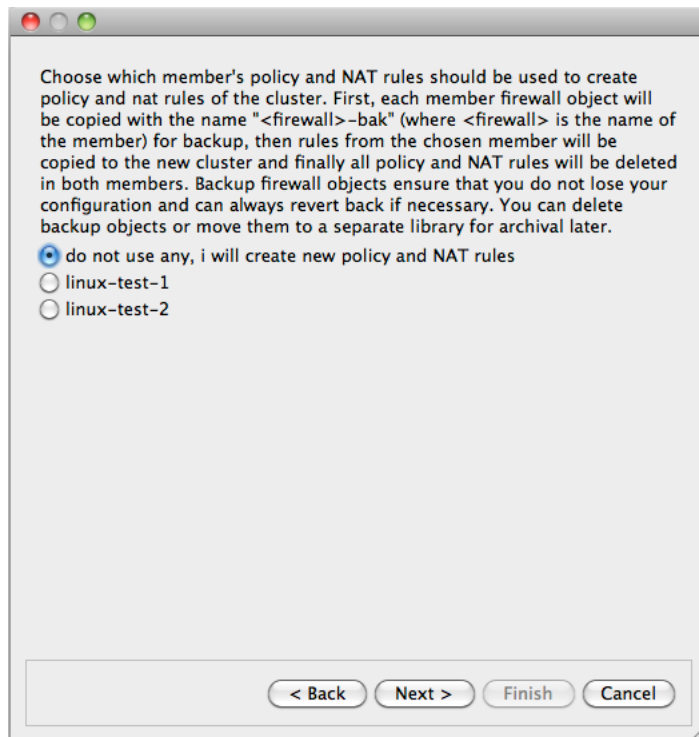 Choose which member's policy and NAT rules should be used to create
policy and nat rules of the cluster. First, each member firewall object will
be copied with the name "<firewall>-bak" (where <firewall> is the name of
the member) for backup, then rules from the chosen member will be
copied to the new cluster and finally all policy and NAT rules will be deleted
in both members. Backup firewall objects ensure that you do not lose your
configuration and can always revert back if necessary. You can delete
backup objects or move them to a separate library for archival later.
do not use any, i will create new policy and NAT rules
linux-test-1
linux-test-2
< Back Next > Finish Cancel